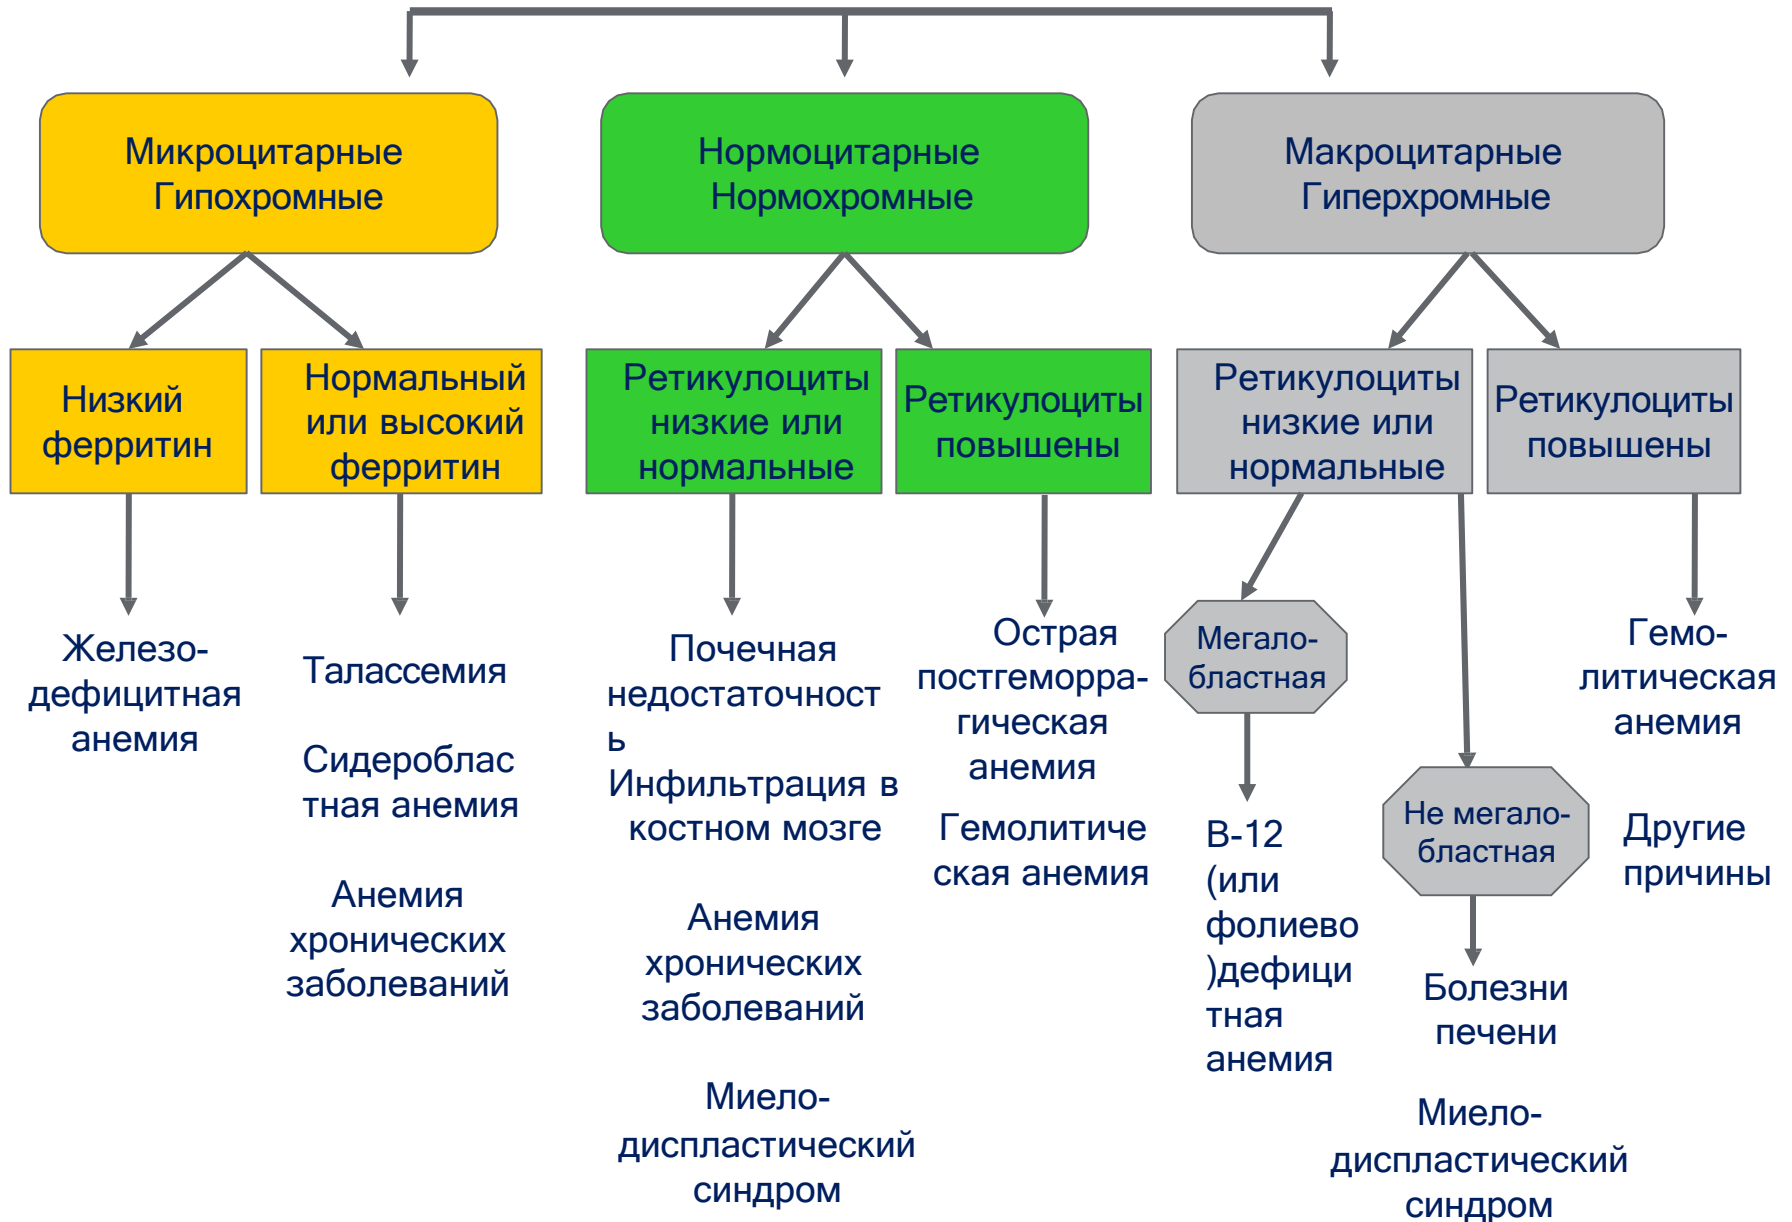 Микроцитарные
Гипохромные
Нормоцитарные
Нормохромные
Макроцитарные
Гиперхромные
Низкий
ферритин
Нормальный
или высокий
ферритин
Ретикулоциты
низкие или
нормальные
Ретикулоциты
повышены
Ретикулоциты
низкие или
нормальные
Ретикулоциты
повышены
Железо-
дефицитная
анемия
Талассемия
Сидероблас
тная анемия
Анемия
хронических
заболеваний
Почечная
недостаточност
ь
Инфильтрация в
костном мозге
Анемия
хронических
заболеваний
Миело-
диспластический
синдром
Острая
постгеморра-
гическая
анемия
Гемолитиче
ская анемия
Мегало-
бластная
В-12
(или
фолиево
)дефици
тная
анемия
Не мегало-
бластная
Болезни
печени
Миело-
диспластический
синдром
Гемо-
литическая
анемия
Другие
причины